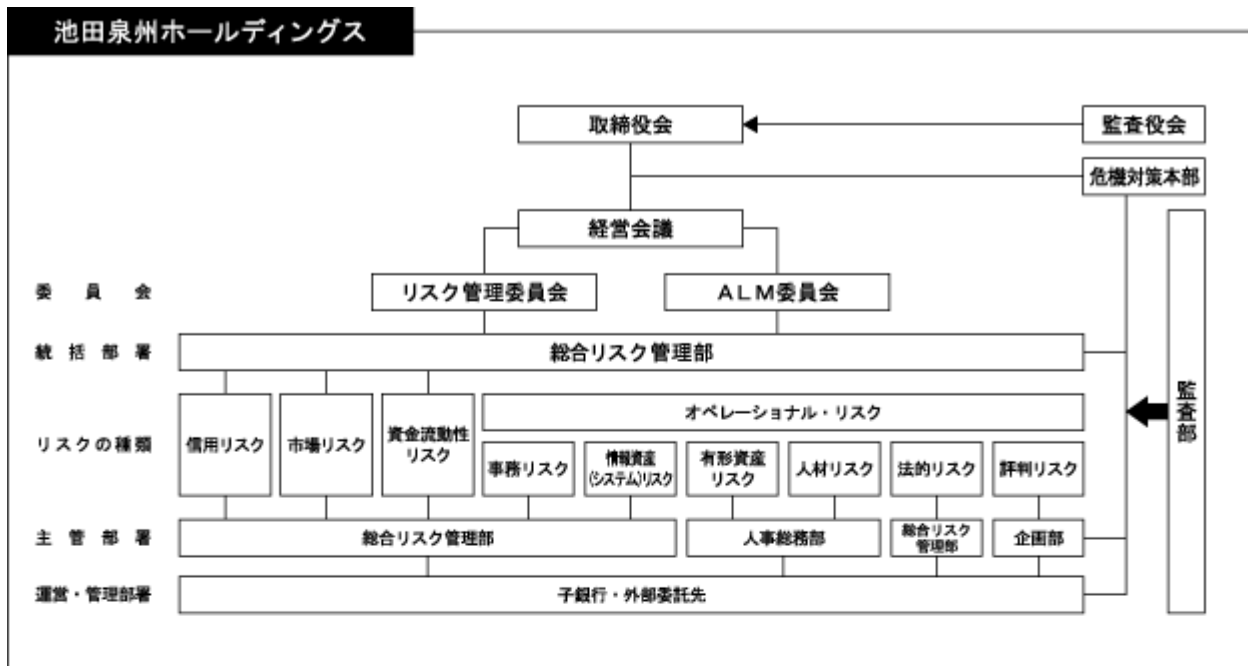 池田泉州ホールディングス
取締役会
監査役会
危機対策本部
経営会議
委員会
リスク管理委員会
ALM委員会
統括部署
総合リスク管理部
リスクの種類
信用リスク
市場リスク
資金流動性
リスク
オペレーショナル・リスク
事務リスク
情報資産
(システム)リスク
有形資産
リスク
人材リスク
法的リスク
評判リスク
監査部
主管部署
総合リスク管理部
人事総務部
総合リスク
管理部
企画部
運営・管理部署
子銀行・外部委託先